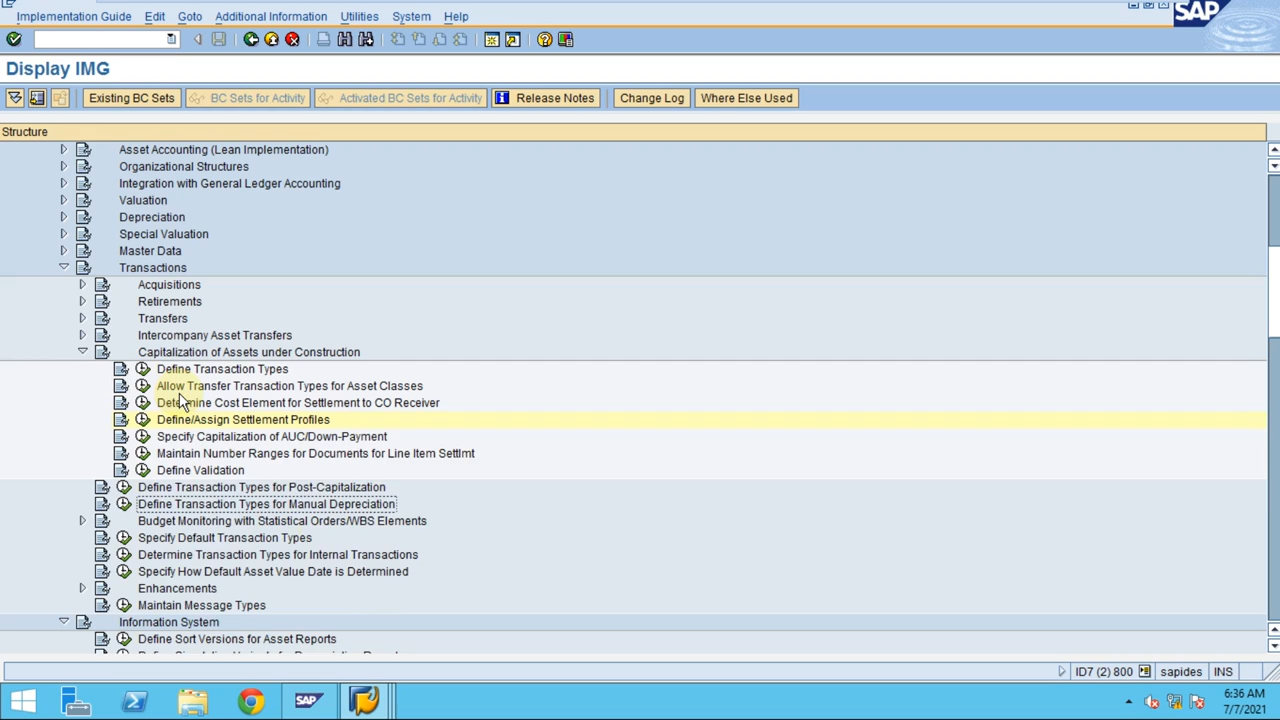 Implementation Guide Edit Goto Additional Information Utilities System Help
SAP
Display IMG
Existing BC Sets BC Sets for Activity Activated BC Sets for Activity Release Notes Change Log Where Else Used
Structure
Asset Accounting (Lean Implementation)
Organizational Structures
Integration with General Ledger Accounting
Valuation
Depreciation
Special Valuation
Master Data
Transactions
Acquisitions
Retirements
Transfers
Intercompany Asset Transfers
Capitalization of Assets under Construction
Define Transaction Types
Allow Transfer Transaction Types for Asset Classes
Determine Cost Element for Settlement to CO Receiver
Define/Assign Settlement Profiles
Specify Capitalization of AUC/Down-Payment
Maintain Number Ranges for Documents for Line Item Settlmt
Define Validation
Define Transaction Types for Post-Capitalization
Define Transaction Types for Manual Depreciation
Budget Monitoring with Statistical Orders/WBS Elements
Specify Default Transaction Types
Determine Transaction Types for Internal Transactions
Specify How Default Asset Value Date is Determined
Enhancements
Maintain Message Types
Information System
Define Sort Versions for Asset Reports
ID7 (2) 800 sapides INS
SAP
6:36 AM
7/7/2021